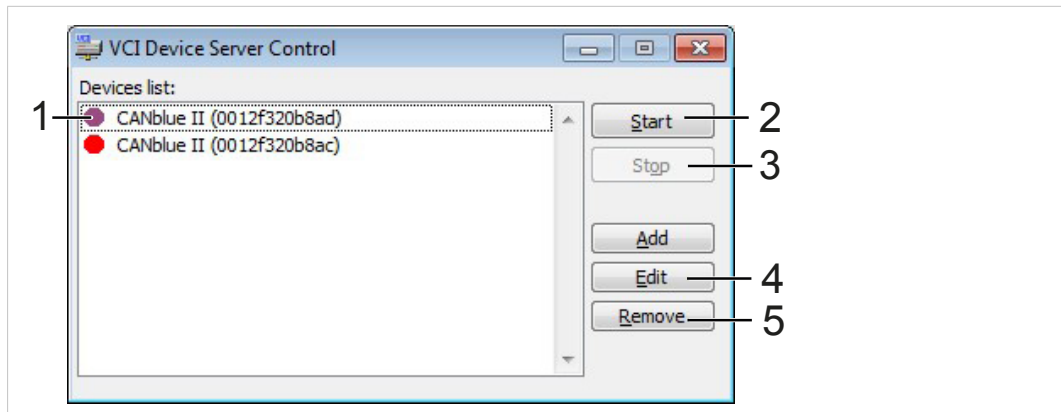 VCI Device Server Control
Devices list:
1 CANblue II (0012f320b8ad)
CANblue II (0012f320b8ac)
Start 2
Stop 3
Add
Edit 4
Remove 5